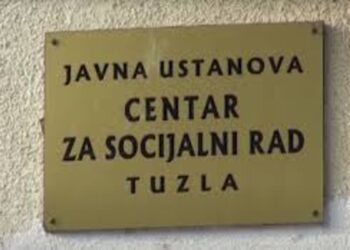 JAVNA USTANOVA
CENTAR
ZA SOCIJALNI RAD
TUZLA